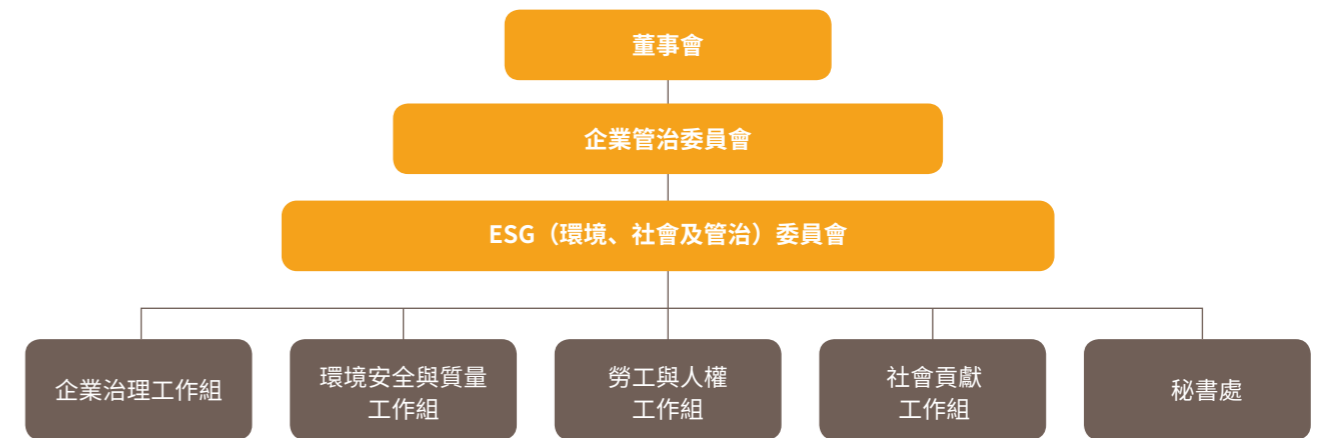 董事會
企業管治委員會
ESG（環境、社會及管治）委員會
企業治理工作組
環境安全與質量
工作組
勞工與人權
工作組
社會貢獻
工作組
秘書處